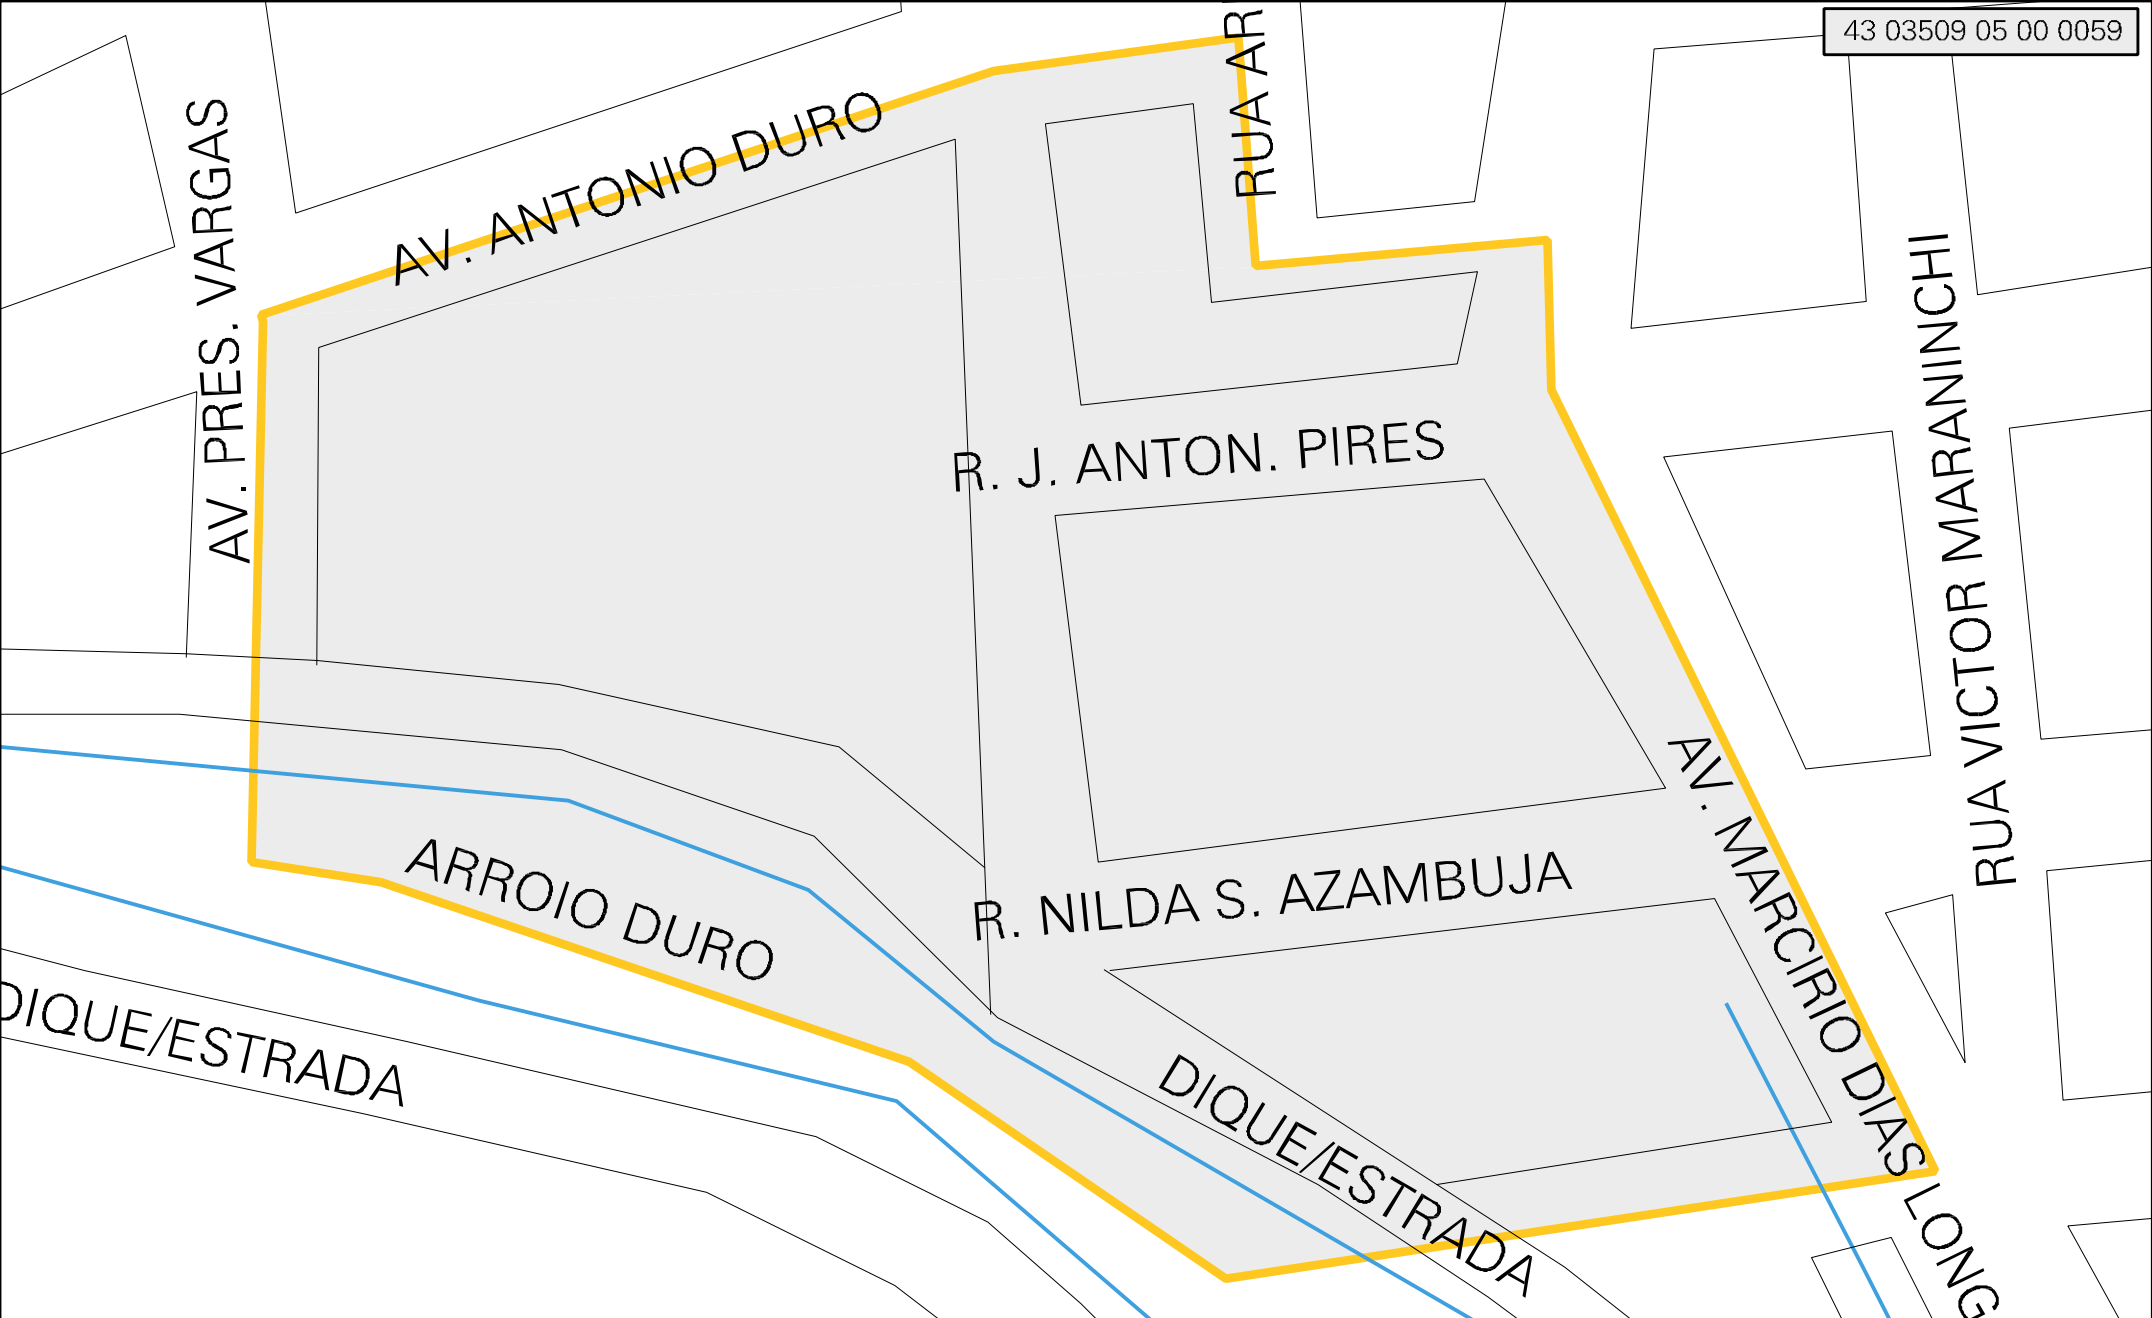 43 03509 05 00 0059
RUA AR
AV. ANTONIO DURO
AV. PRES. VARGAS
RUA VICTOR MARANINCHI
R. J. ANTON. PIRES
AV. MARCIRIO DIAS LONG
R. NILDA S. AZAMBUJA
ARROIO DURO
DIQUE/ESTRADA
DIQUE/ESTRADA